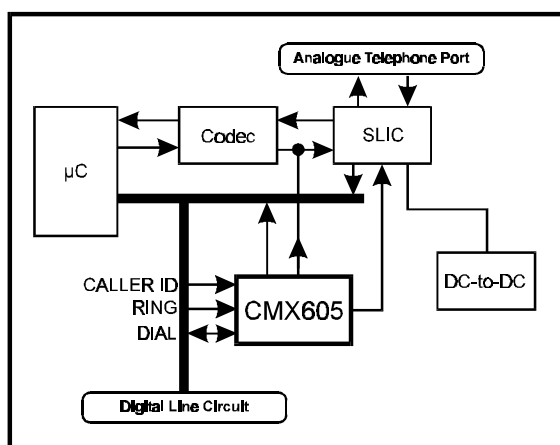 Analogue Telephone Port
µC
Codec
SLIC
CALLER ID
RING
DIAL
CMX605
DC-to-DC
Digital Line Circuit